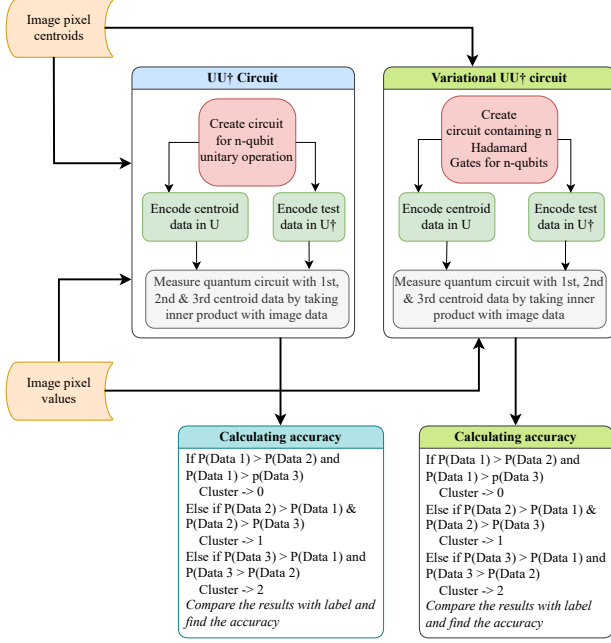 Image pixel
centroids
UU† Circuit
Create circuit
for n-qubit
unitary operation
Encode centroid
data in U
Encode test
data in U†
Measure quantum circuit with 1st,
2nd & 3rd centroid data by taking
inner product with image data
Variational UU† circuit
Create
circuit containing n
Hadamard
Gates for n-qubits
Encode centroid
data in U
Encode test
data in U†
Measure quantum circuit with 1st, 2nd
& 3rd centroid data by taking inner
product with image data
Image pixel
values
Calculating accuracy
If P(Data 1) > P(Data 2) and
P(Data 1) > p(Data 3)
Cluster -> 0
Else if P(Data 2) > P(Data 1) &
P(Data 2) > P(Data 3)
Cluster -> 1
Else if P(Data 3) > P(Data 1) and
P(Data 3 > P(Data 2)
Cluster -> 2
Compare the results with label and
find the accuracy
Calculating accuracy
If P(Data 1) > P(Data 2) and
P(Data 1) > p(Data 3)
Cluster -> 0
Else if P(Data 2) > P(Data 1) &
P(Data 2) > P(Data 3)
Cluster -> 1
Else if P(Data 3) > P(Data 1) and
P(Data 3 > P(Data 2)
Cluster -> 2
Compare the results with label
and find the accuracy